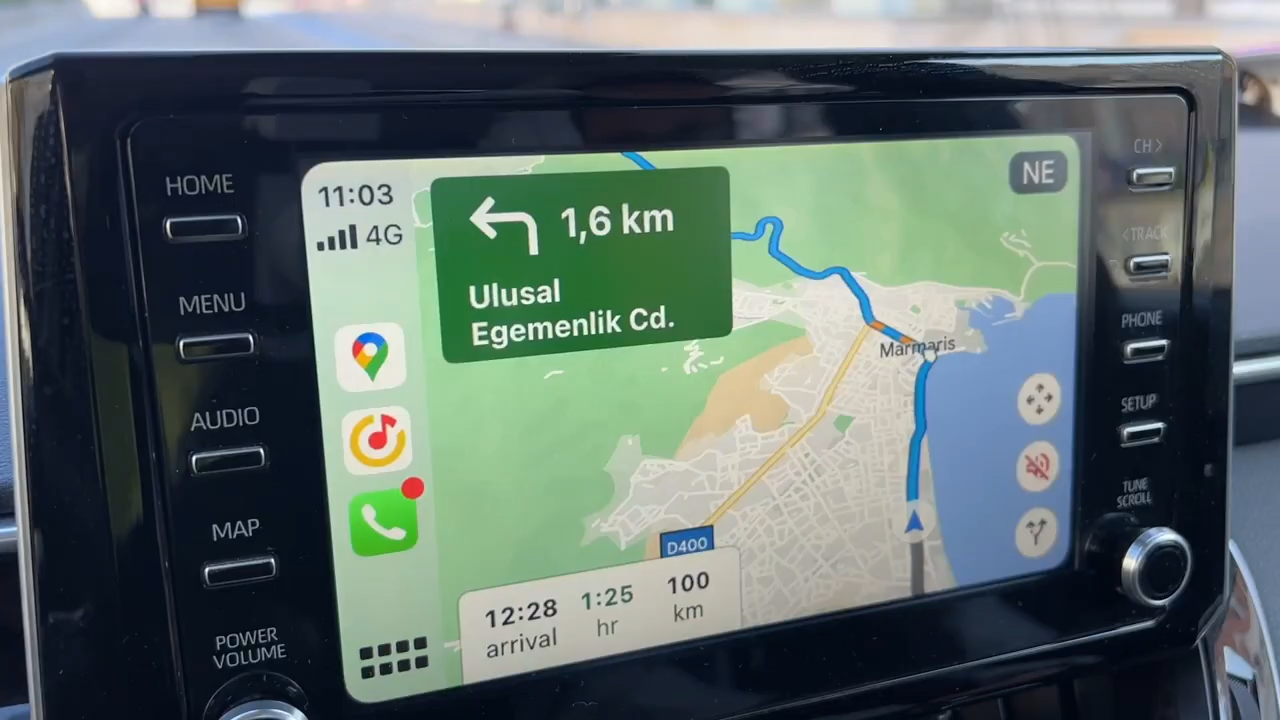 HOME
MENU
AUDIO
MAP
POWER
VOLUME
11:03
4G
1,6 km
Ulusal
Egemenlik Cd.
NE
Marmaris
D400
12:28 1:25 100
arrival hr km
CH >
< TRACK
PHONE
SETUP
TUNE
SCROLL